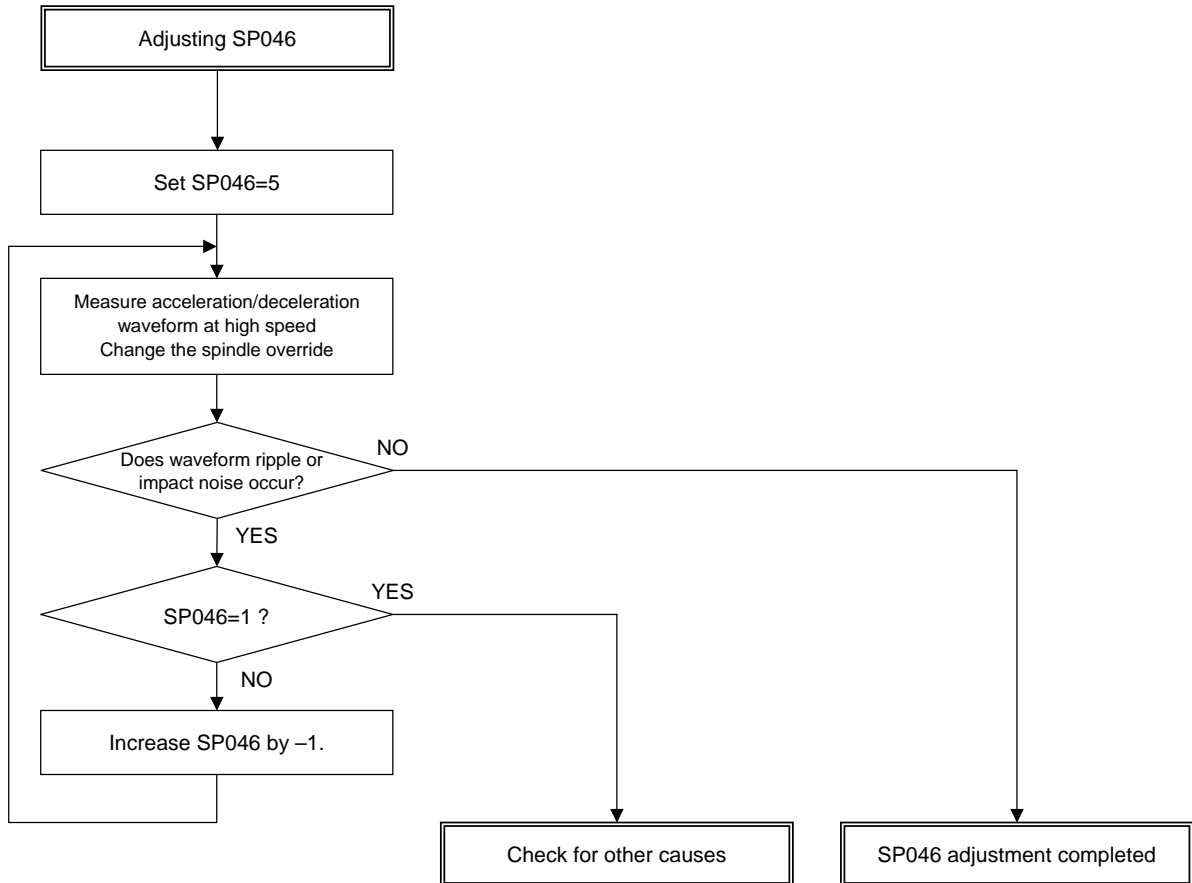 Adjusting SP046
Set SP046=5
Measure acceleration/deceleration
waveform at high speed
Change the spindle override
Does waveform ripple or
impact noise occur?
NO
YES
SP046=1 ?
YES
NO
Increase SP046 by –1.
Check for other causes
SP046 adjustment completed